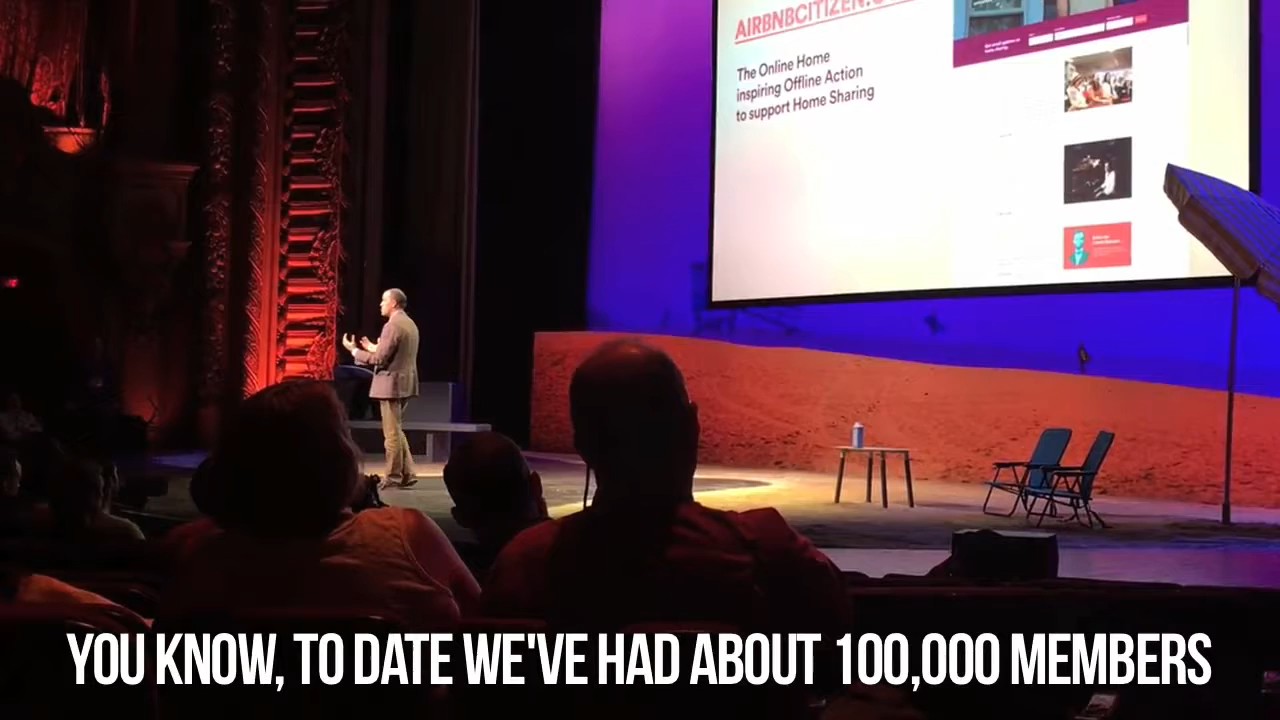 AIRBNBCITIZEN.
The Online Home
inspiring Offline Action
to support Home Sharing
YOU KNOW, TO DATE WE'VE HAD ABOUT 100,000 MEMBERS